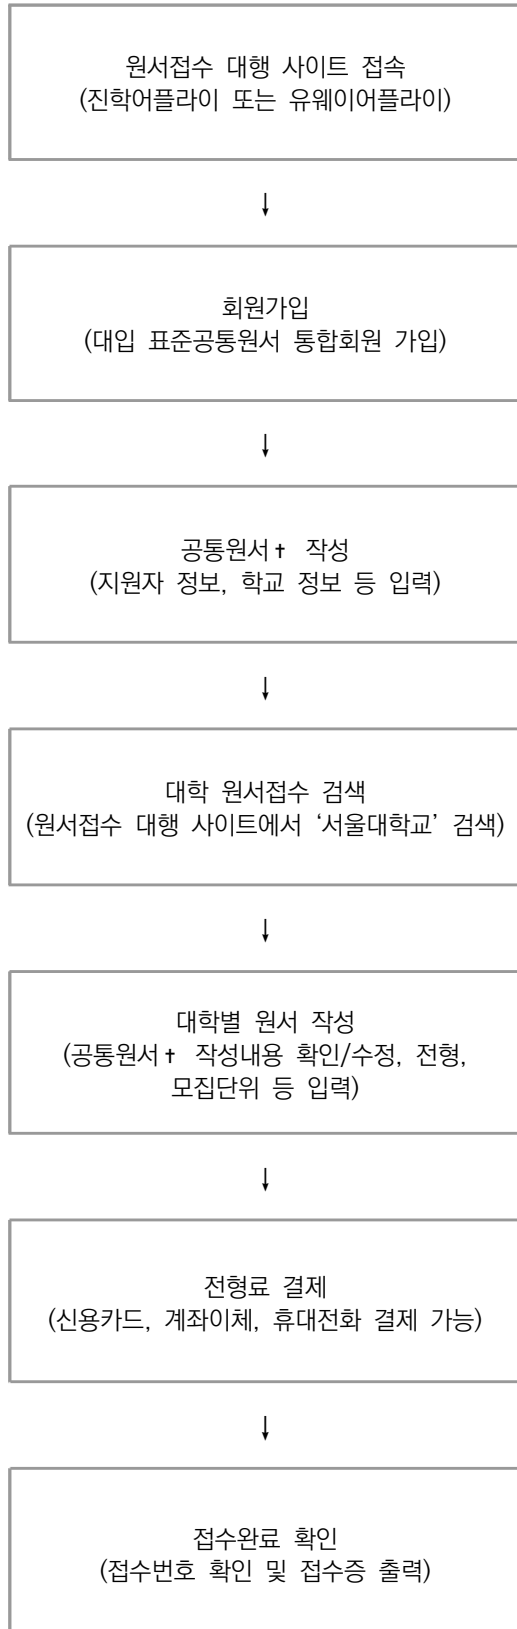 원서접수 대행 사이트 접속
(진학어플라이 또는 유웨이어플라이)
↓
회원가입
(대입 표준공통원서 통합회원 가입)
↓
공통원서† 작성
(지원자 정보, 학교 정보 등 입력)
↓
대학 원서접수 검색
(원서접수 대행 사이트에서 ‘서울대학교’ 검색)
↓
대학별 원서 작성
(공통원서† 작성내용 확인/수정, 전형,
모집단위 등 입력)
↓
전형료 결제
(신용카드, 계좌이체, 휴대전화 결제 가능)
↓
접수완료 확인
(접수번호 확인 및 접수증 출력)